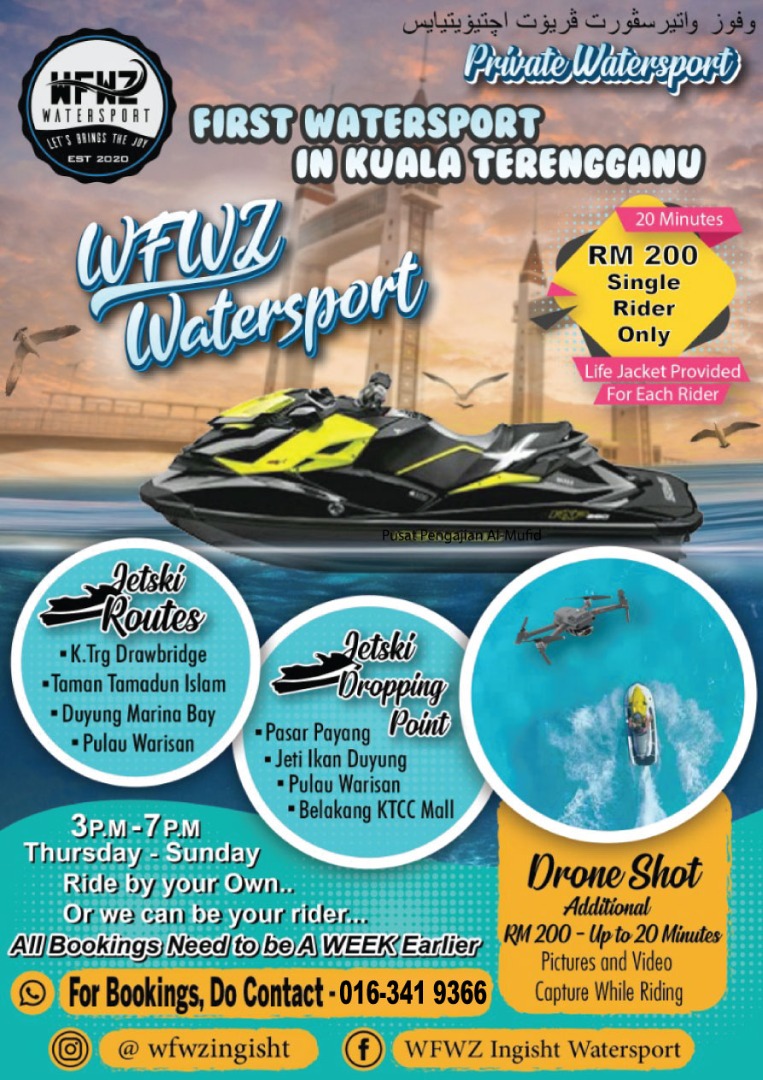 وفوز واتيرسڤورت ڤريۏت اچتيۏيتيايس
Private Watersport
WFWZ
WATERSPORT
LET'S BRINGS THE JOY
EST 2020
FIRST WATERSPORT
IN KUALA TERENGGANU
WFWZ
Watersport
20 Minutes
RM 200
Single
Rider
Only
Life Jacket Provided
For Each Rider
Pusat Pengajian Al-Mufid
Jetski
Routes
▪ K.Trg Drawbridge
▪ Taman Tamadun Islam
▪ Duyung Marina Bay
▪ Pulau Warisan
Jetski
Dropping
Point
▪ Pasar Payang
▪ Jeti Ikan Duyung
▪ Pulau Warisan
▪ Belakang KTCC Mall
3P.M - 7P.M
Thursday - Sunday
Ride by your Own..
Or we can be your rider...
All Bookings Need to be A WEEK Earlier
Drone Shot
Additional
RM 200 - Up to 20 Minutes
Pictures and Video
Capture While Riding
For Bookings, Do Contact - 016-341 9366
@ wfwzingisht
WFWZ Ingisht Watersport